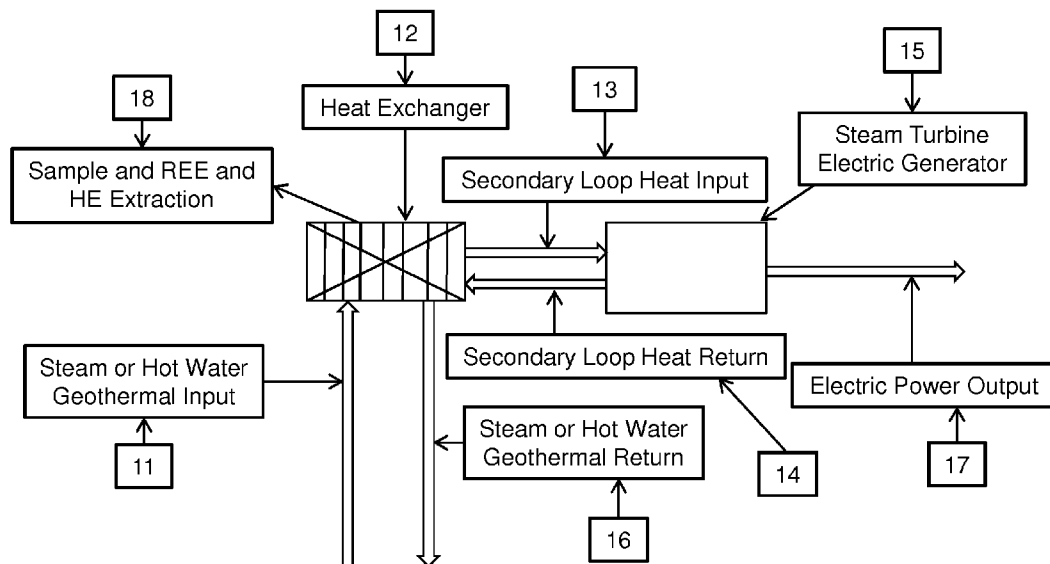 12
15
13
18
Heat Exchanger
Steam Turbine
Electric Generator
Sample and REE and
HE Extraction
Secondary Loop Heat Input
Secondary Loop Heat Return
Steam or Hot Water
Geothermal Input
Electric Power Output
Steam or Hot Water
Geothermal Return
11
14
17
16